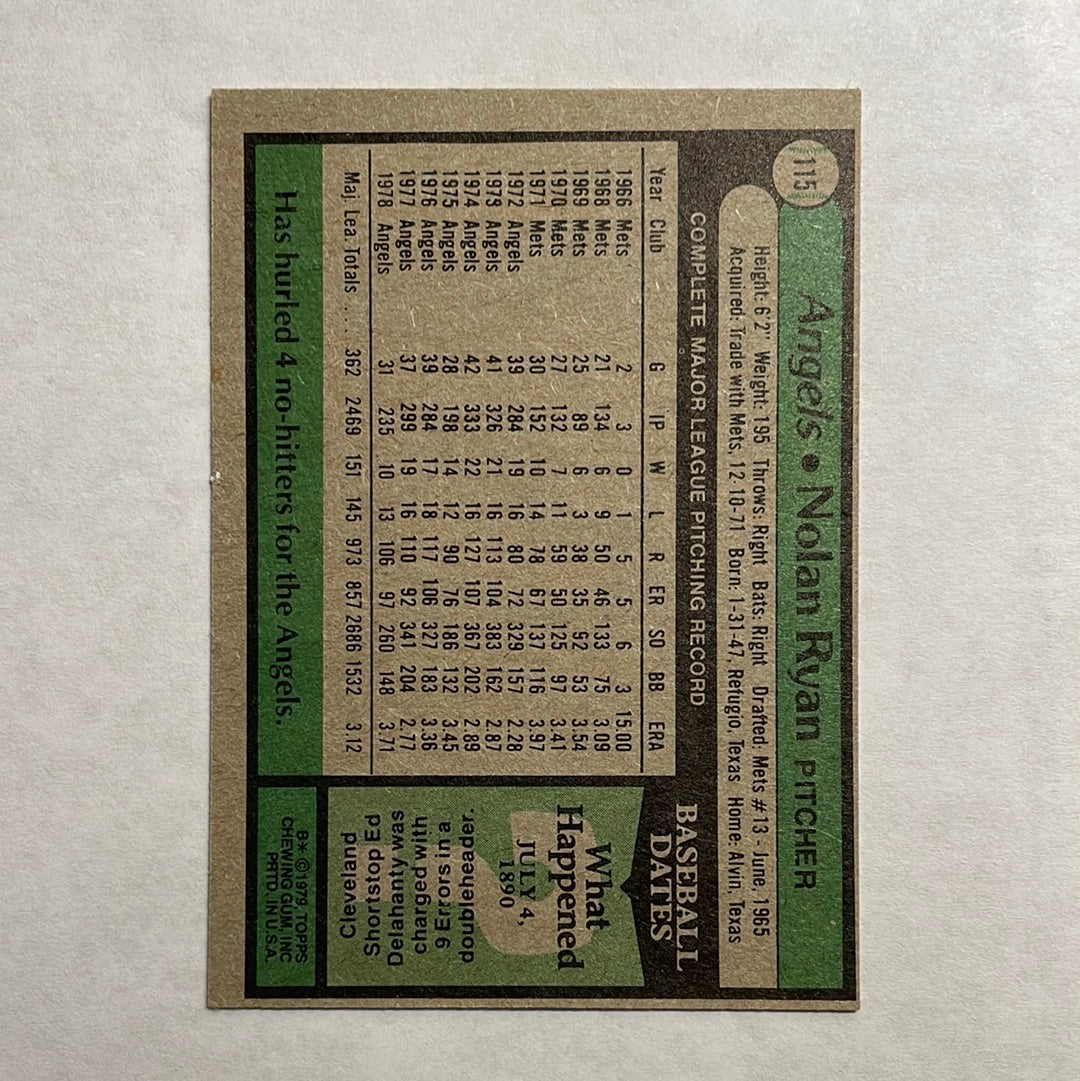 115
Angels • Nolan Ryan PITCHER
Height: 6'2" Weight: 195 Throws: Right Bats: Right Drafted. Mets #13 - June, 1965
Acquired: Trade with Mets, 12-10-71 Born: 1-31-47, Refugio, Texas Home: Alvin, Texas
COMPLETE MAJOR LEAGUE PITCHING RECORD
Year Club G IP W L R ER SO BB ERA
1966 Mets 2 3 0 1 5 5 6 3 15.00
1968 Mets 21 134 6 9 50 46 133 75 3.09
1969 Mets 25 89 6 3 38 35 92 53 3.54
1970 Mets 27 132 7 11 59 50 125 97 3.41
1971 Mets 30 152 10 14 78 67 137 116 3.97
1972 Angels 39 284 19 16 80 72 329 157 2.28
1973 Angels 41 326 21 16 113 104 383 162 2.87
1974 Angels 42 333 22 16 127 107 367 202 2.89
1975 Angels 28 198 14 12 90 76 186 132 3.45
1976 Angels 39 284 17 18 117 106 327 183 3.36
1977 Angels 37 299 19 16 110 92 341 204 2.77
1978 Angels 31 235 10 13 106 97 260 148 3.71
Maj. Lea. Totals .... 362 2469 151 145 973 857 2686 1532 3.12
Has hurled 4 no-hitters for the Angels.
BASEBALL
DATES
What
Happened
JULY 4,
1890
Cleveland
Shortstop Ed
Delahanty was
charged with
9 Errors in a
doubleheader.
B* ©1979 TOPPS
CHEWING GUM, INC
PRTD. IN U.S.A.